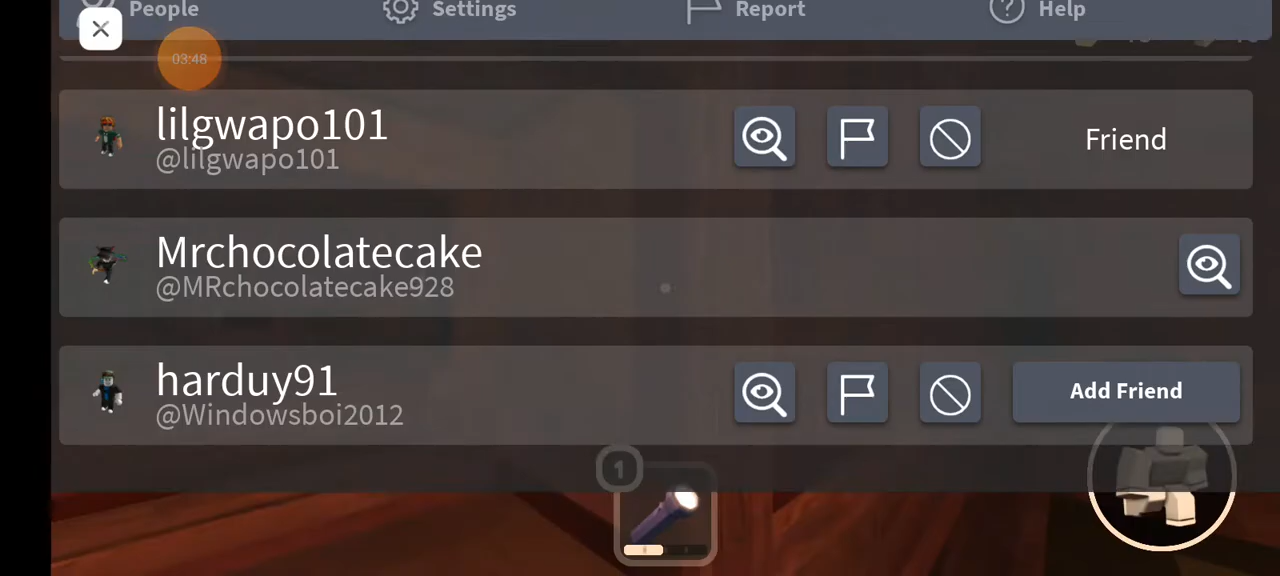 People Settings Report Help
03:48
lilgwapo101
@lilgwapo101
Friend
Mrchocolatecake
@MRchocolatecake928
harduy91
@Windowsboi2012
Add Friend
1